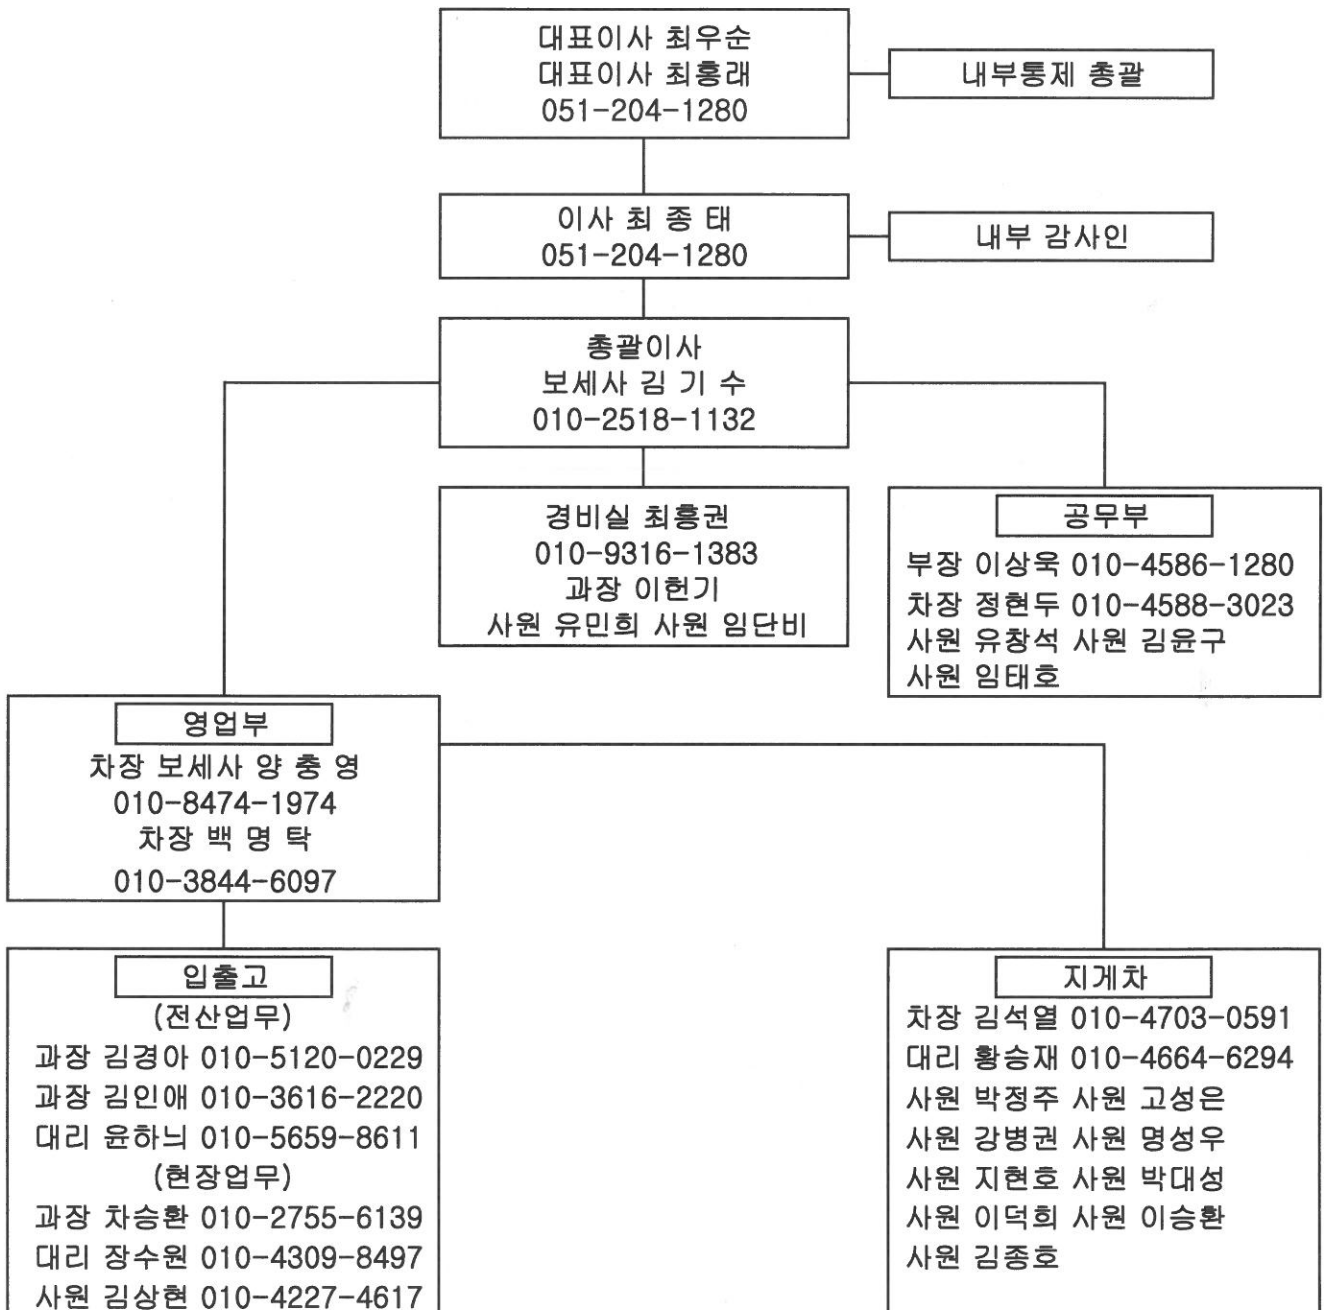 대표이사 최우순
대표이사 최홍래
051-204-1280
내부통제 총괄
이사 최 종 태
051-204-1280
내부 감사인
총괄이사
보세사 김 기 수
010-2518-1132
경비실 최흥권
010-9316-1383
과장 이헌기
사원 유민희 사원 임단비
공무부
부장 이상욱 010-4586-1280
차장 정현두 010-4588-3023
사원 유창석 사원 김윤구
사원 임태호
영업부
차장 보세사 양 충 영
010-8474-1974
차장 백 명 탁
010-3844-6097
입출고
(전산업무)
과장 김경아 010-5120-0229
과장 김인애 010-3616-2220
대리 윤하늬 010-5659-8611
(현장업무)
과장 차승환 010-2755-6139
대리 장수원 010-4309-8497
사원 김상현 010-4227-4617
지게차
차장 김석열 010-4703-0591
대리 황승재 010-4664-6294
사원 박정주 사원 고성은
사원 강병권 사원 명성우
사원 지현호 사원 박대성
사원 이덕희 사원 이승환
사원 김종호